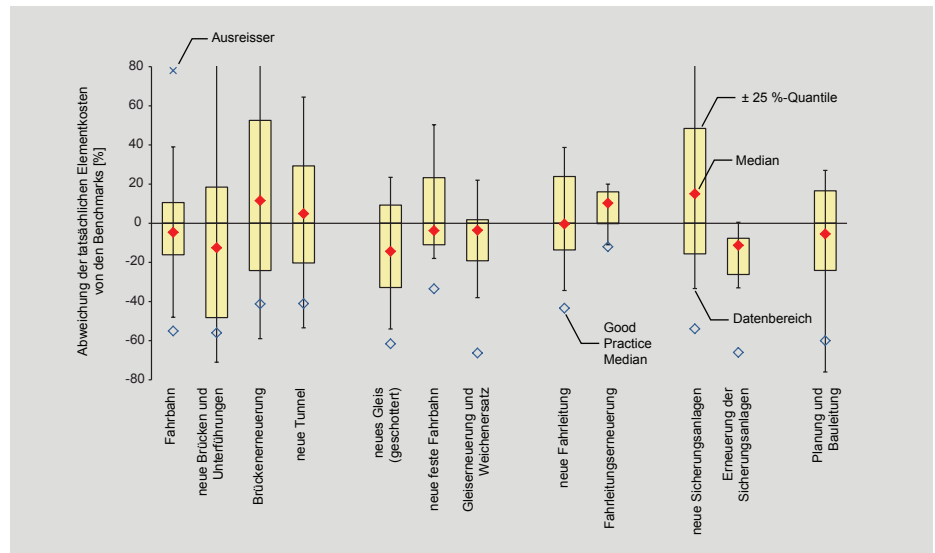 Ausreisser
Abweichung der tatsächlichen Elementkosten
von den Benchmarks [%]
80
60
40
20
0
-20
-40
-60
-80
± 25 %-Quantile
Median
Datenbereich
Good
Practice
Median
Fahrbahn
neue Brücken und
Unterführungen
Brückenerneuerung
neue Tunnel
neues Gleis
(geschottert)
neue feste Fahrbahn
Gleiserneuerung und
Weichenersatz
neue Fahrleitung
Fahrleitungserneuerung
neue Sicherungsanlagen
Erneuerung der
Sicherungsanlagen
Planung und
Bauleitung